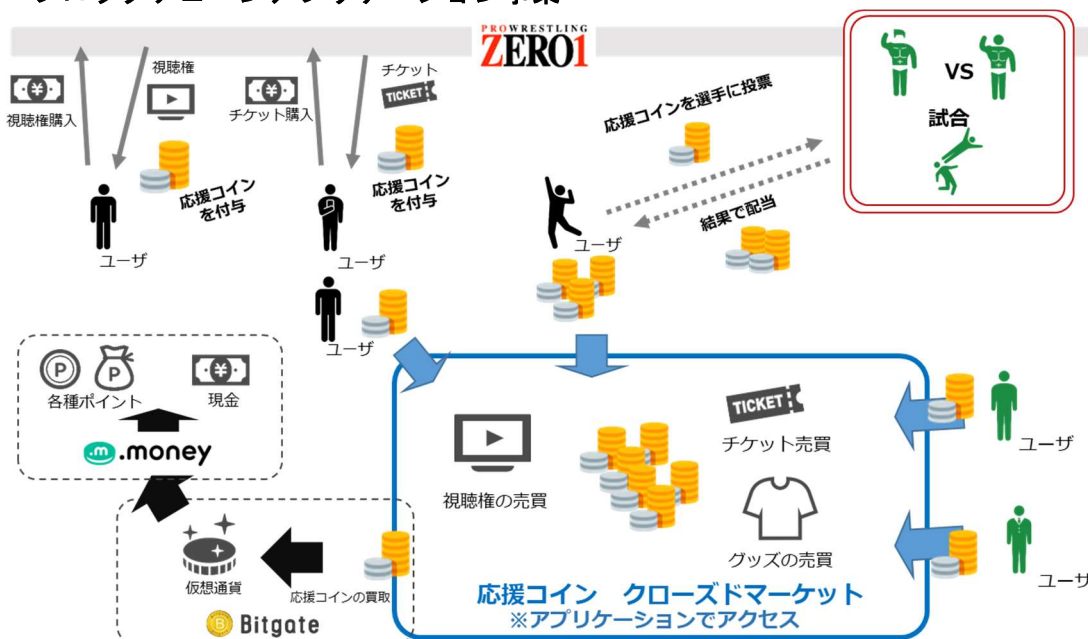 PROWRESTLING
ZERO1
視聴権
視聴権購入
チケット
TICKET
チケット購入
応援コイン
を付与
応援コイン
を付与
ユーザ
ユーザ
応援コインを選手に投票
結果で配当
ユーザ
VS
試合
ユーザ
P
P
各種ポイント
現金
.m .money
仮想通貨
応援コインの買取
B Bitgate
視聴権の売買
TICKET
チケット売買
グッズの売買
応援コイン クローズドマーケット
※アプリケーションでアクセス
ユーザ
ユーザ